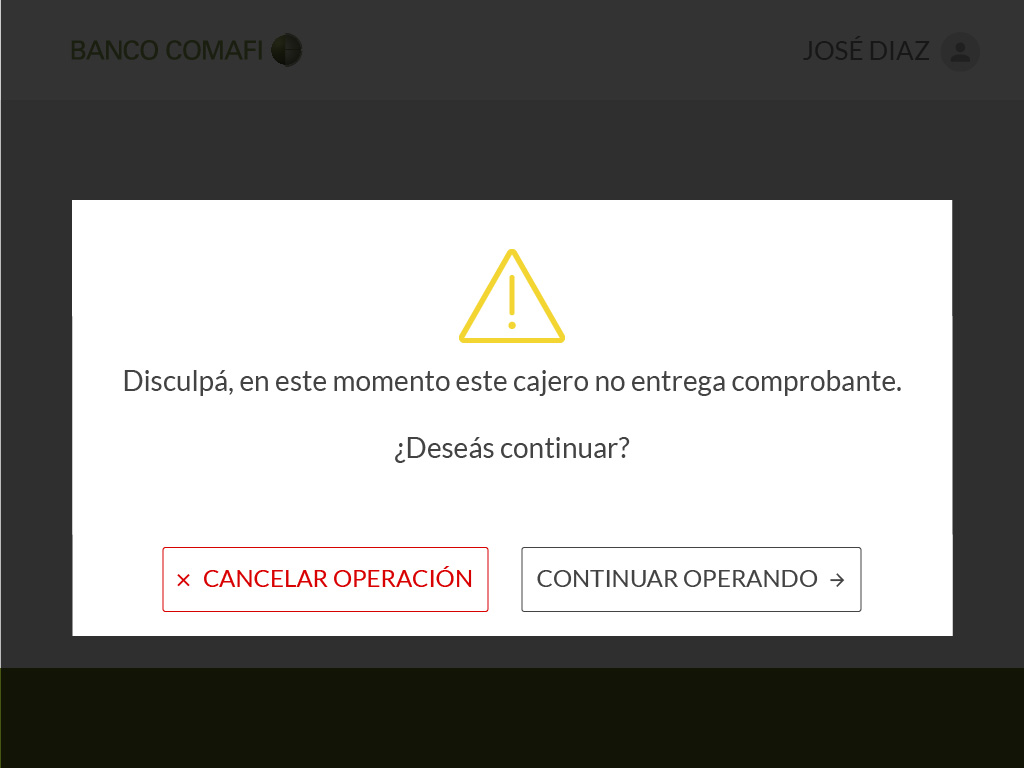 BANCO COMAFI
JOSÉ DIAZ
Disculpá, en este momento este cajero no entrega comprobante.
¿Deseás continuar?
× CANCELAR OPERACIÓN
CONTINUAR OPERANDO →